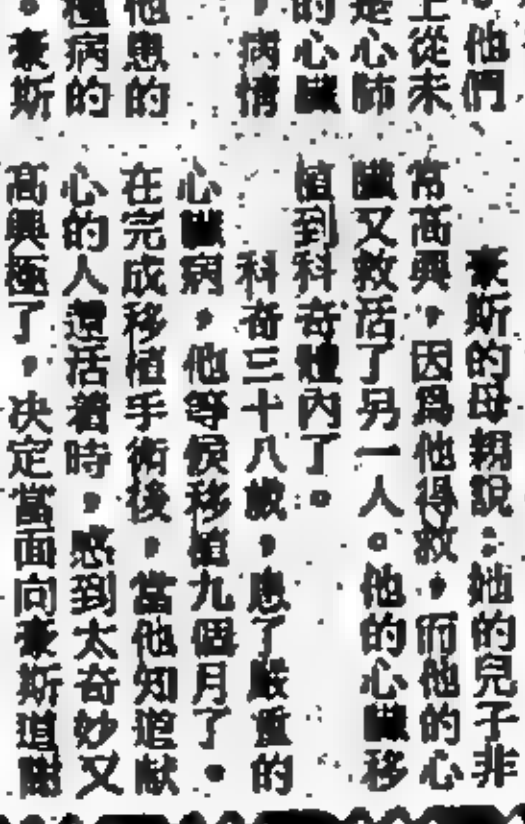 。他們
上從未
是心肺
的心臟
，病情
他患的
種病的
。豪斯
豪斯的母親說：她的兒子非
常高興，因爲他得救，而他的心
臟又救活了另一人。他的心臟移
植到科奇體內了。
科奇三十八歲，患了嚴重的
心臟病，他等候移植九個月了。
在完成移植手術後，當他知道獻
心的人還活着時，感到太奇妙又
高興極了，决定當面向豪斯道謝